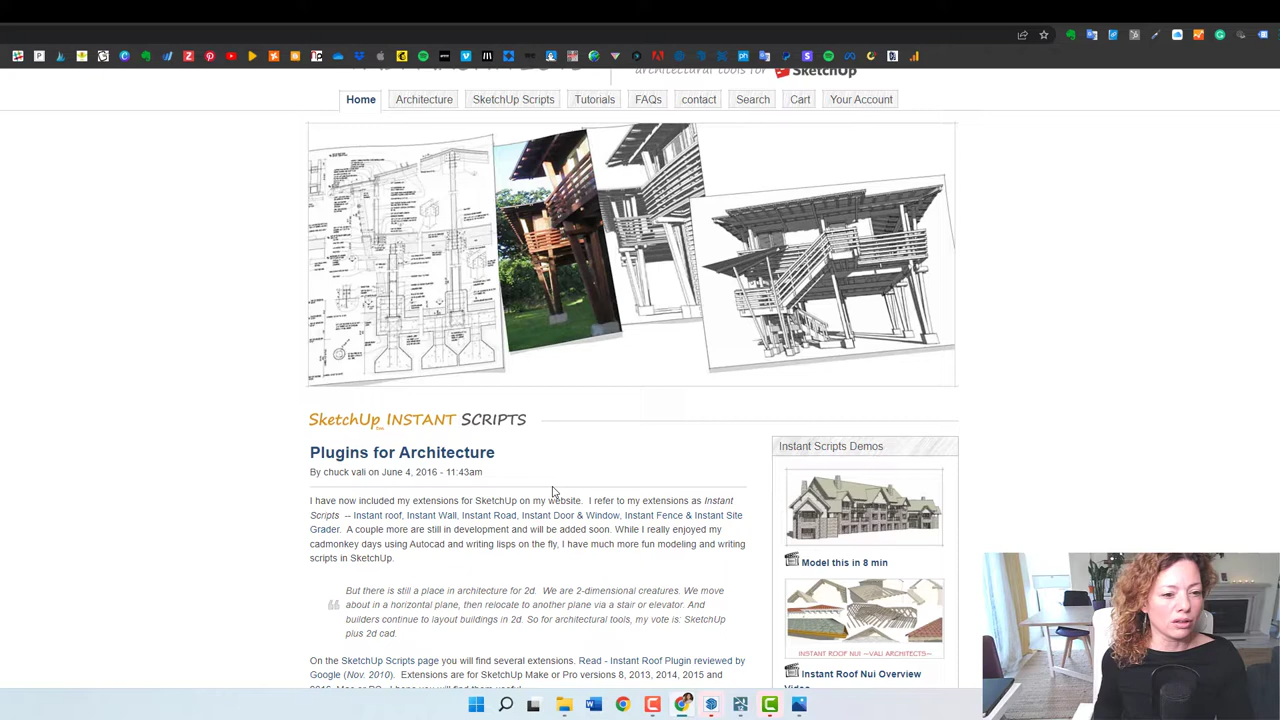 architectural tools for SketchUp
Home
Architecture
SketchUp Scripts
Tutorials
FAQs
contact
Search
Cart
Your Account
SketchUp INSTANT SCRIPTS
Plugins for Architecture
By chuck vali on June 4, 2016 - 11:43am
I have now included my extensions for SketchUp on my website. I refer to my extensions as Instant
Scripts -- Instant roof, Instant Wall, Instant Road, Instant Door & Window, Instant Fence & Instant Site
Grader. A couple more are still in development and will be added soon. While I really enjoyed my
cadmonkey days using Autocad and writing lisps on the fly, I have much more fun modeling and writing
scripts in SketchUp.
But there is still a place in architecture for 2d. We are 2-dimensional creatures. We move
about in a horizontal plane, then relocate to another plane via a stair or elevator. And
builders continue to layout buildings in 2d. So for architectural tools, my vote is: SketchUp
plus 2d cad.
On the SketchUp Scripts page you will find several extensions. Read - Instant Roof Plugin reviewed by
Google (Nov. 2010). Extensions are for SketchUp Make or Pro versions 8, 2013, 2014, 2015 and
Instant Scripts Demos
Model this in 8 min
INSTANT ROOF NUI --VALI ARCHITECTS--
Instant Roof Nui Overview